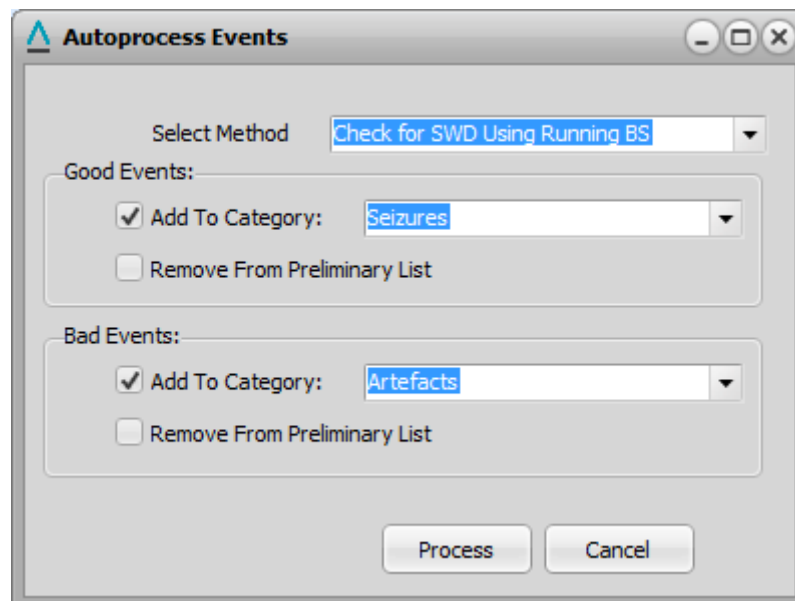 Autoprocess Events
Select Method Check for SWD Using Running BS
Good Events:
Add To Category: Seizures
Remove From Preliminary List
Bad Events:
Add To Category: Artefacts
Remove From Preliminary List
Process Cancel